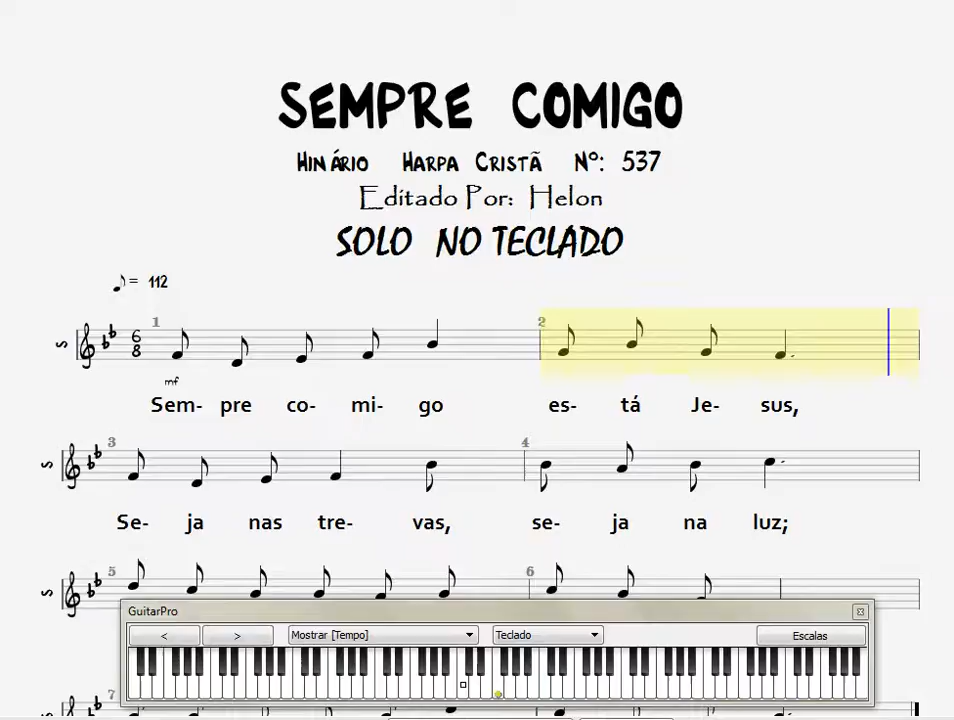 SEMPRE COMIGO
HINÁRIO HARPA CRISTÃ Nº: 537
Editado Por: Helon
SOLO NO TECLADO
= 112
S
1
2
6
8
mf
Sem- pre co- mi- go es- tá Je- sus,
S
3
4
Se- ja nas tre- vas, se- ja na luz;
S
5
6
GuitarPro
< > Mostrar [Tempo] Teclado Escalas
7